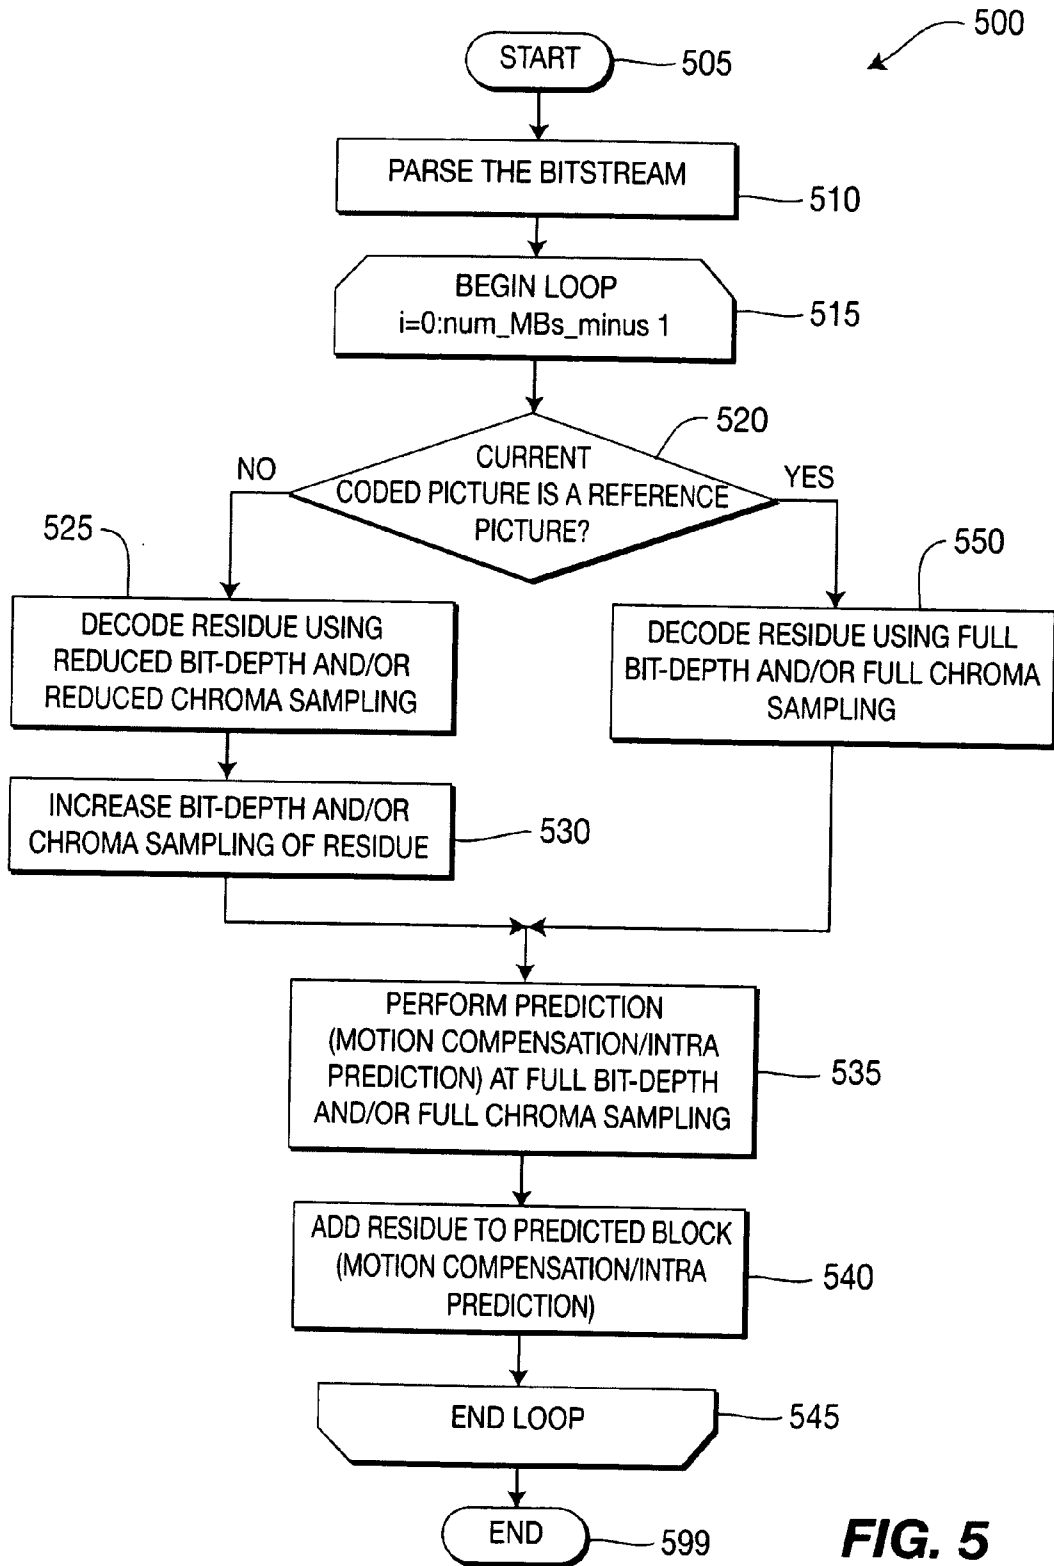 500
START
505
PARSE THE BITSTREAM
510
BEGIN LOOP
i=0:num_MBs_minus 1
515
520
CURRENT
CODED PICTURE IS A REFERENCE
PICTURE?
NO
YES
525
550
DECODE RESIDUE USING
REDUCED BIT-DEPTH AND/OR
REDUCED CHROMA SAMPLING
DECODE RESIDUE USING FULL
BIT-DEPTH AND/OR FULL CHROMA
SAMPLING
INCREASE BIT-DEPTH AND/OR
CHROMA SAMPLING OF RESIDUE
530
PERFORM PREDICTION
(MOTION COMPENSATION/INTRA
PREDICTION) AT FULL BIT-DEPTH
AND/OR FULL CHROMA SAMPLING
535
ADD RESIDUE TO PREDICTED BLOCK
(MOTION COMPENSATION/INTRA
PREDICTION)
540
END LOOP
545
END
599
FIG. 5